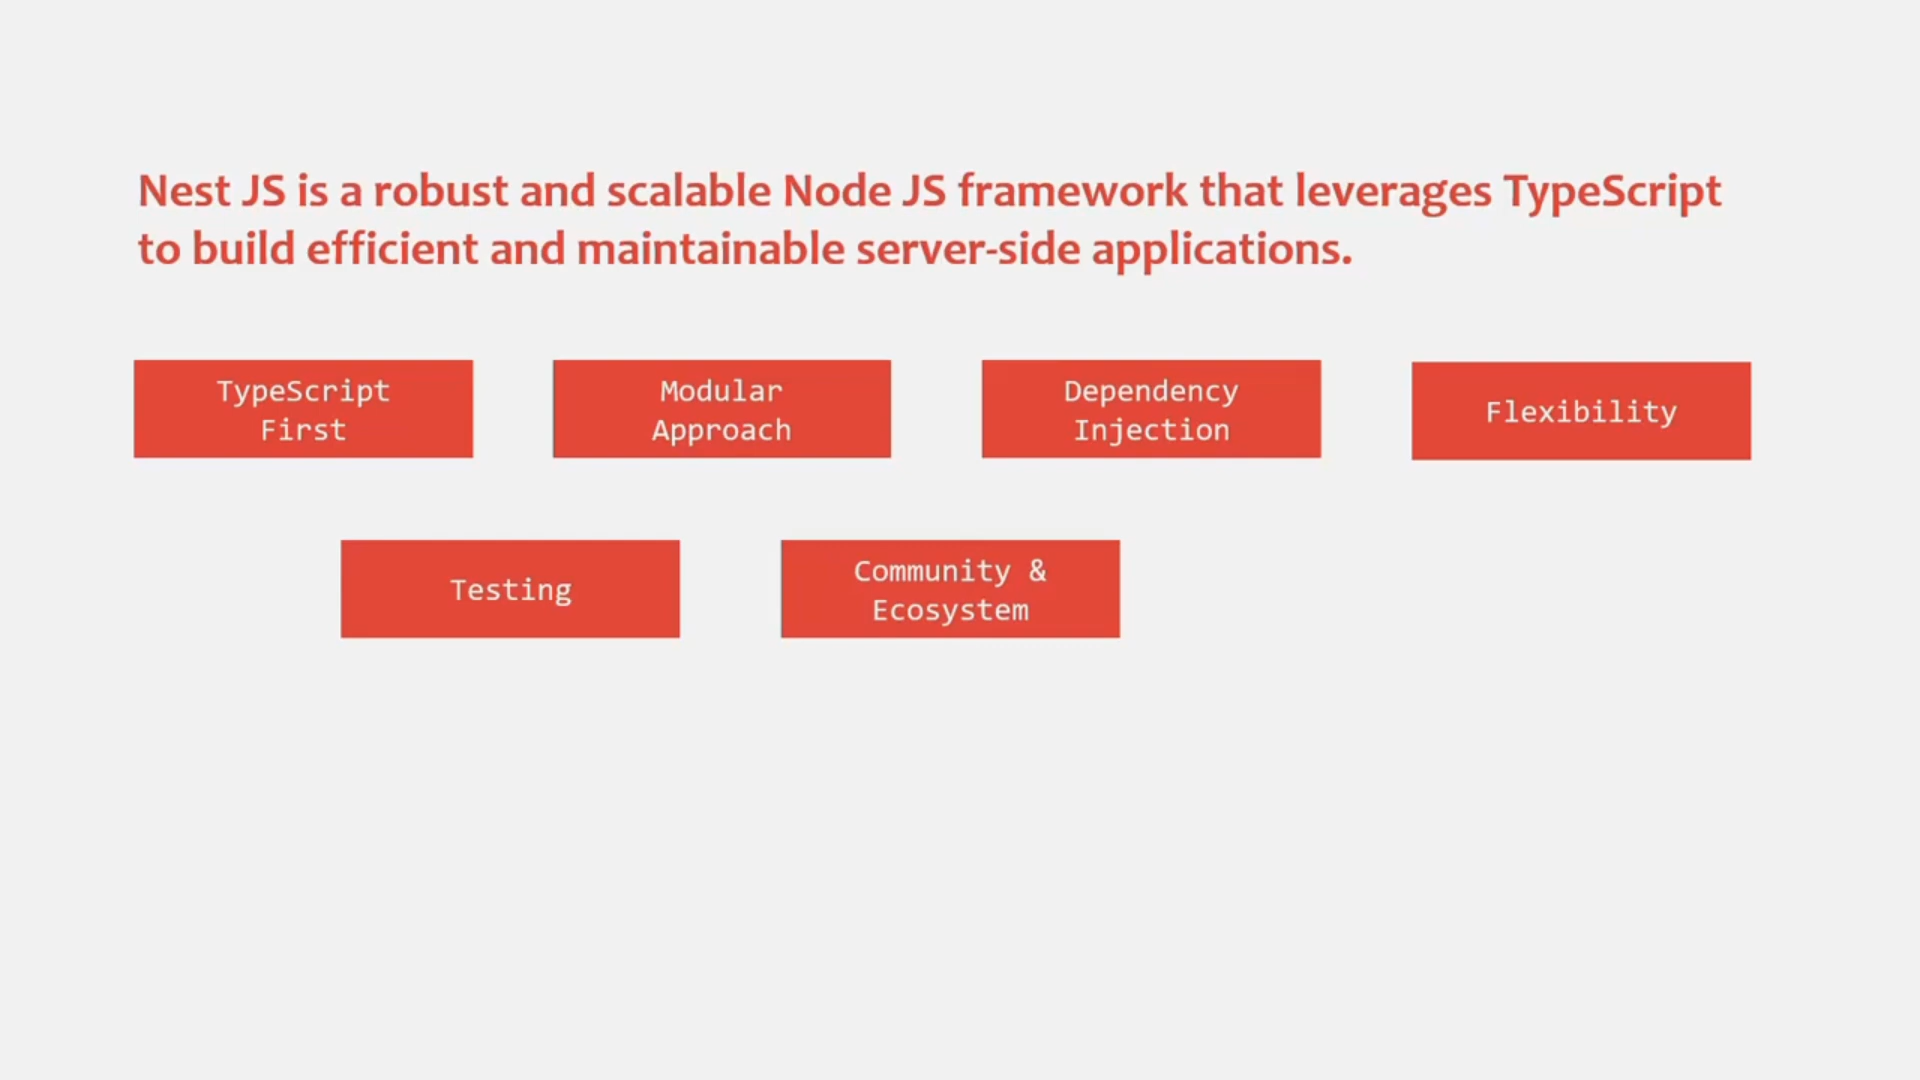 Nest JS is a robust and scalable Node JS framework that leverages TypeScript
to build efficient and maintainable server-side applications.
TypeScript
First
Modular
Approach
Dependency
Injection
Flexibility
Testing
Community &
Ecosystem